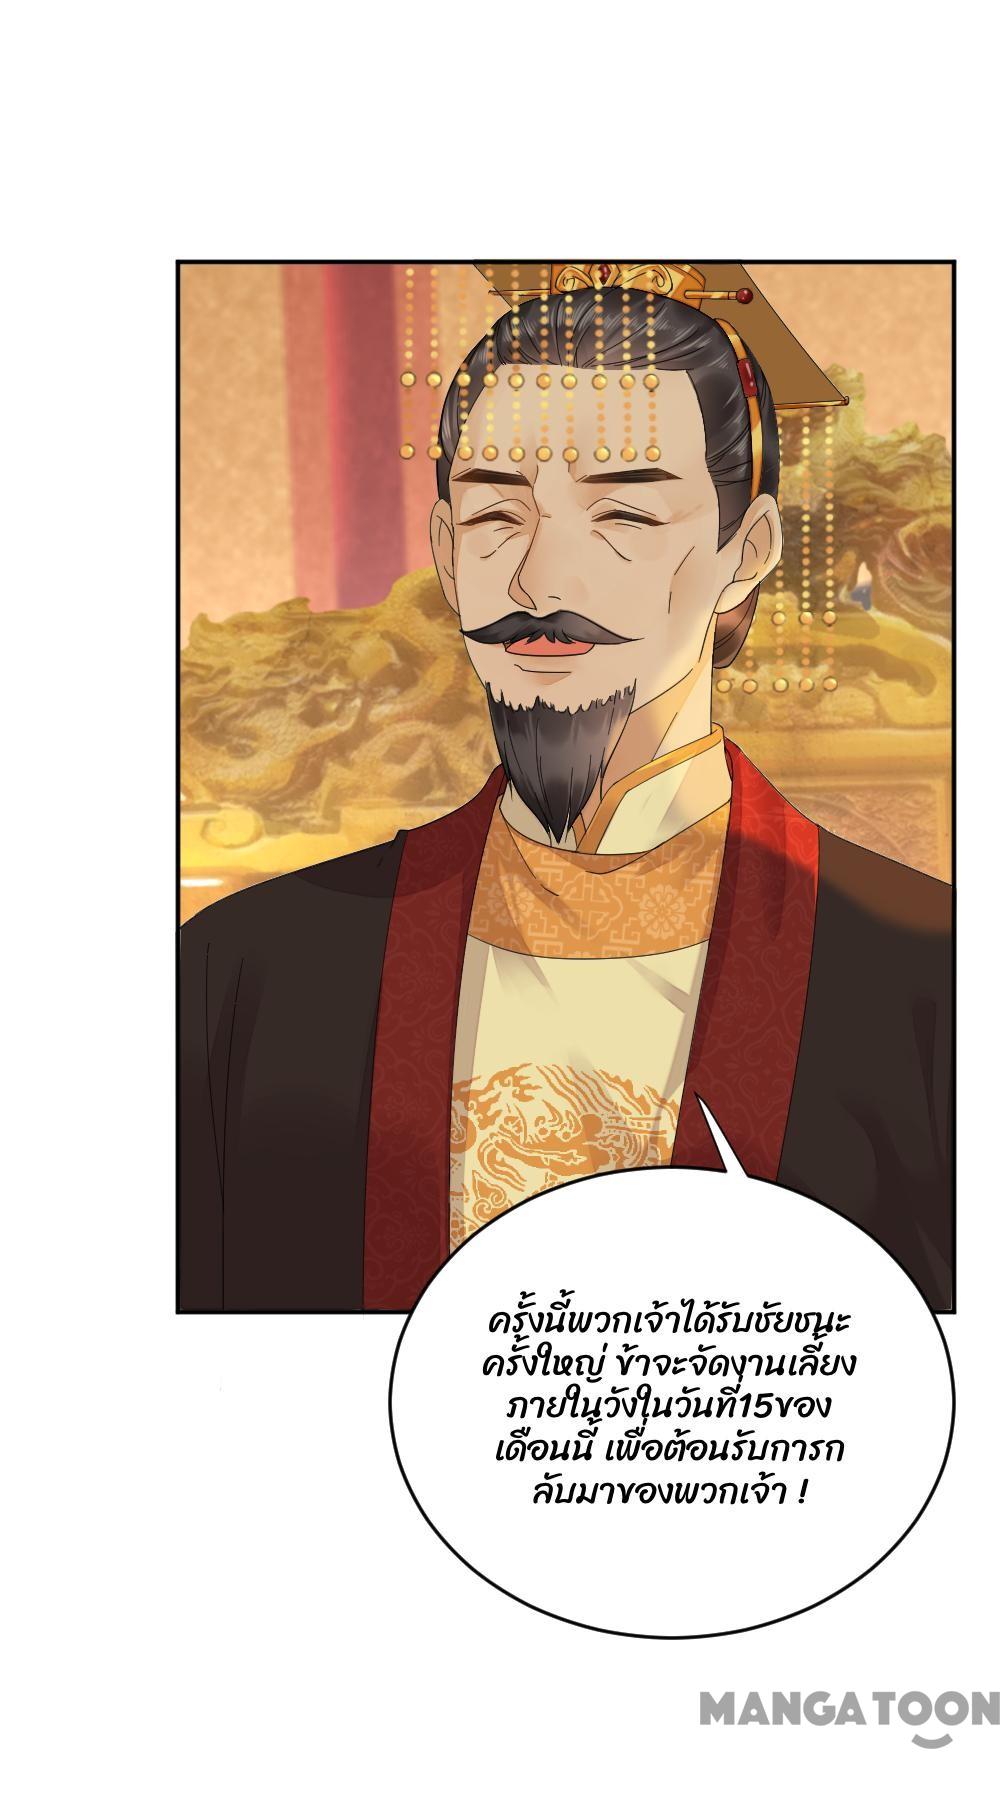 ครั้งนี้พวกเจ้าได้รับชัยชนะ
ครั้งใหญ่ ข้าจะจัดงานเลี้ยง
ภายในวังในวันที่15ของ
เดือนนี้ เพื่อต้อนรับการก
ลับมาของพวกเจ้า !
MANGATOON